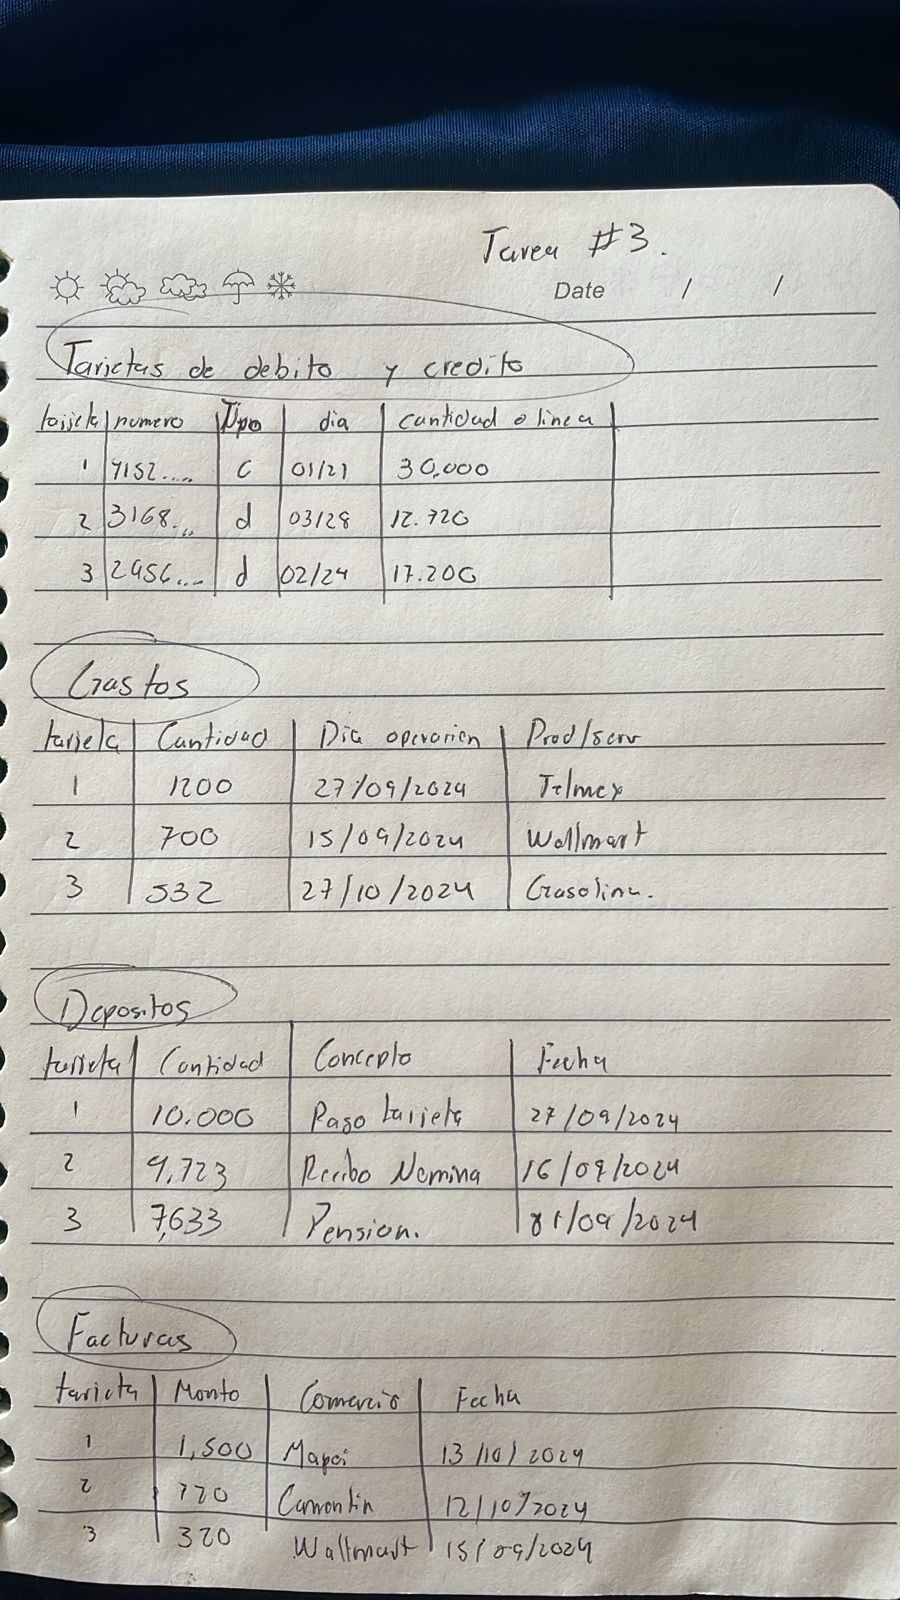 Tarea #3.
Date / /
Tarjetas de debito y credito
tarjeta numero Tipo dia cantidad o linea
1 4152.... C 01/21 30,000
2 3168... d 03/28 12.720
3 2956... d 02/24 17.200
Gastos
tarjeta Cantidad Dia operacion Prod/serv
1 1200 27/09/2024 Telmex
2 700 15/09/2024 Wallmart
3 532 27/10/2024 Gasolina.
Depositos
tarjeta Cantidad Concepto Fecha
1 10.000 Pago tarjeta 27/09/2024
2 9,723 Recibo Nomina 16/09/2024
3 7,633 Pension. 01/09/2024
Facturas
tarjeta Monto Comercio Fecha
1 1,500 13/10/2024
2 720 12/10/2024
3 320 Wallmart 15/09/2024